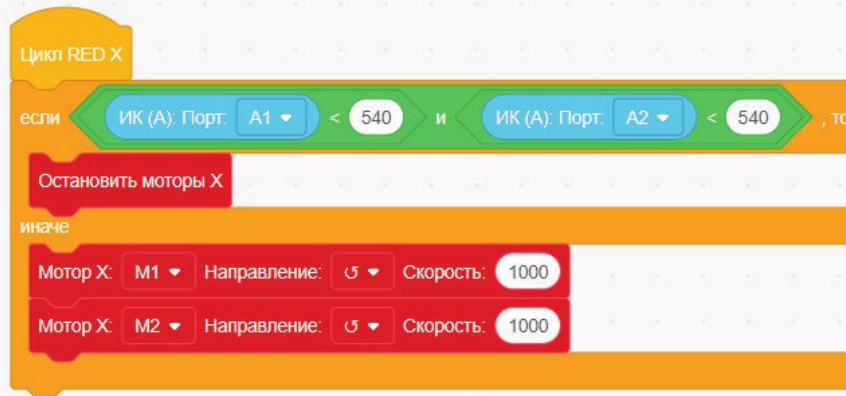 Цикл RED X
если ИК (A): Порт: A1 < 540 и ИК (A): Порт: A2 < 540 , то
Остановить моторы X
иначе
Мотор X: M1 Направление: ↺ Скорость: 1000
Мотор X: M2 Направление: ↺ Скорость: 1000